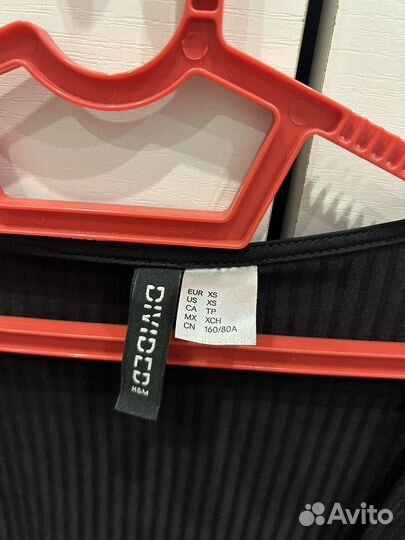 DIVIDED
H&M
EUR XS
US XS
CA TP
MX XCH
CN 160/80A
Avito